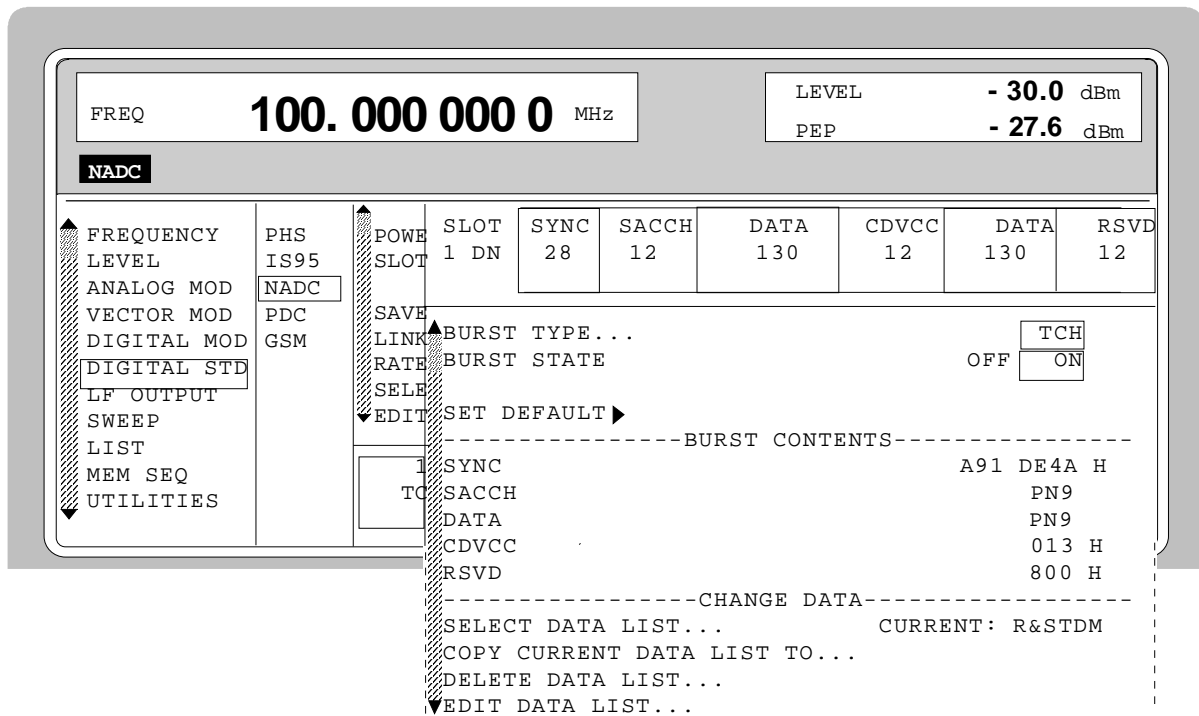 FREQ 100. 000 000 0 MHz
LEVEL - 30.0 dBm
PEP - 27.6 dBm
NADC
FREQUENCY
LEVEL
ANALOG MOD
VECTOR MOD
DIGITAL MOD
DIGITAL STD
LF OUTPUT
SWEEP
LIST
MEM SEQ
UTILITIES
PHS
IS95
NADC
PDC
GSM
POWE
SLOT
SAVE
LINK
RATE
SELE
EDIT
1
TC
SLOT SYNC SACCH DATA CDVCC DATA RSVD
1 DN 28 12 130 12 130 12
BURST TYPE... TCH
BURST STATE OFF ON
SET DEFAULT
-----------------BURST CONTENTS----------------
SYNC A91 DE4A H
SACCH PN9
DATA PN9
CDVCC 013 H
RSVD 800 H
------------------CHANGE DATA------------------
SELECT DATA LIST... CURRENT: R&STDM
COPY CURRENT DATA LIST TO...
DELETE DATA LIST...
EDIT DATA LIST...